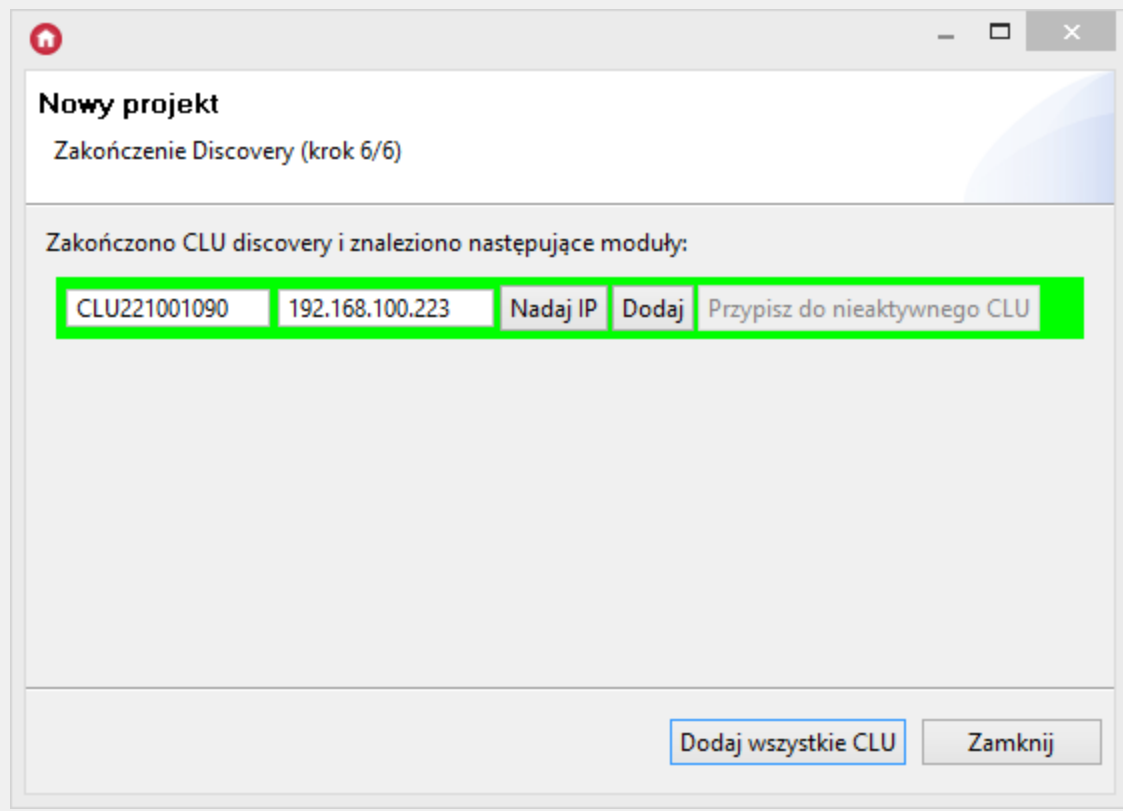 Nowy projekt
Zakończenie Discovery (krok 6/6)
Zakończono CLU discovery i znaleziono następujące moduły:
CLU221001090 192.168.100.223 Nadaj IP Dodaj Przypisz do nieaktywnego CLU
Dodaj wszystkie CLU Zamknij